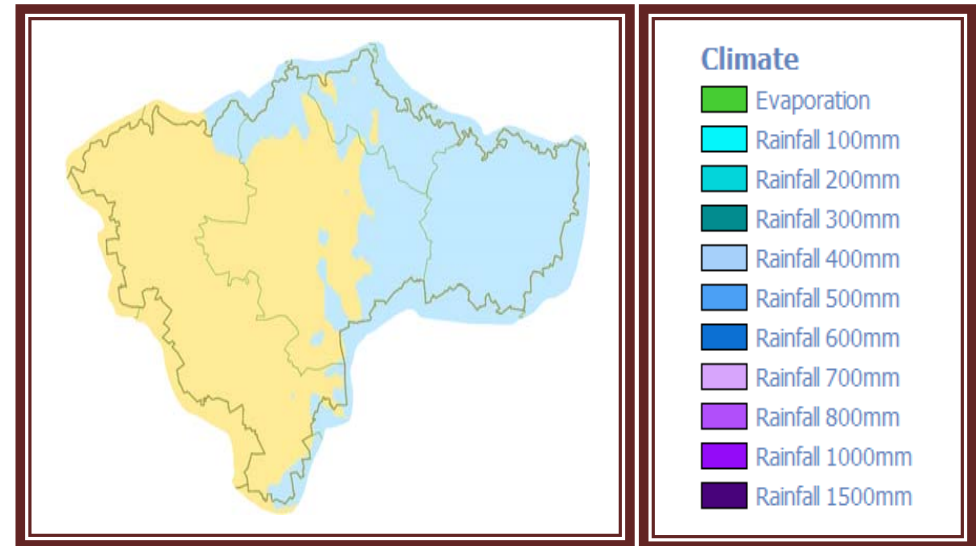 Climate
Evaporation
Rainfall 100mm
Rainfall 200mm
Rainfall 300mm
Rainfall 400mm
Rainfall 500mm
Rainfall 600mm
Rainfall 700mm
Rainfall 800mm
Rainfall 1000mm
Rainfall 1500mm